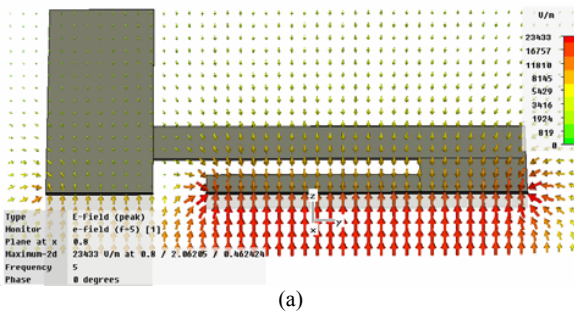 V/m
23433
16757
11810
8145
5429
3416
1924
819
0
z
y
x
Type E-Field (peak)
Monitor e-field (f-5) [1]
Plane at x 0.8
Maximum-2d 23433 V/m at 0.8 / 2.06205 / 0.462424
Frequency 5
Phase 0 degrees
(a)